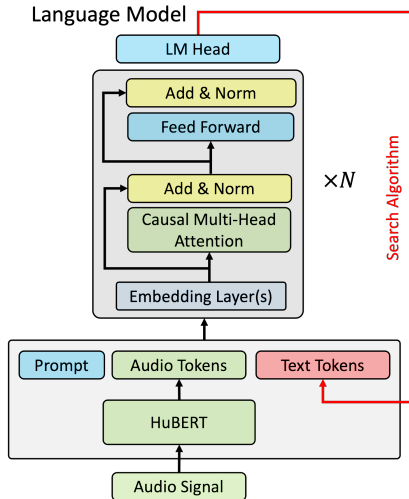 Language Model
LM Head
Add & Norm
Feed Forward
Add & Norm
Causal Multi-Head
Attention
Embedding Layer(s)
×N
Search Algorithm
Prompt
Audio Tokens
Text Tokens
HuBERT
Audio Signal